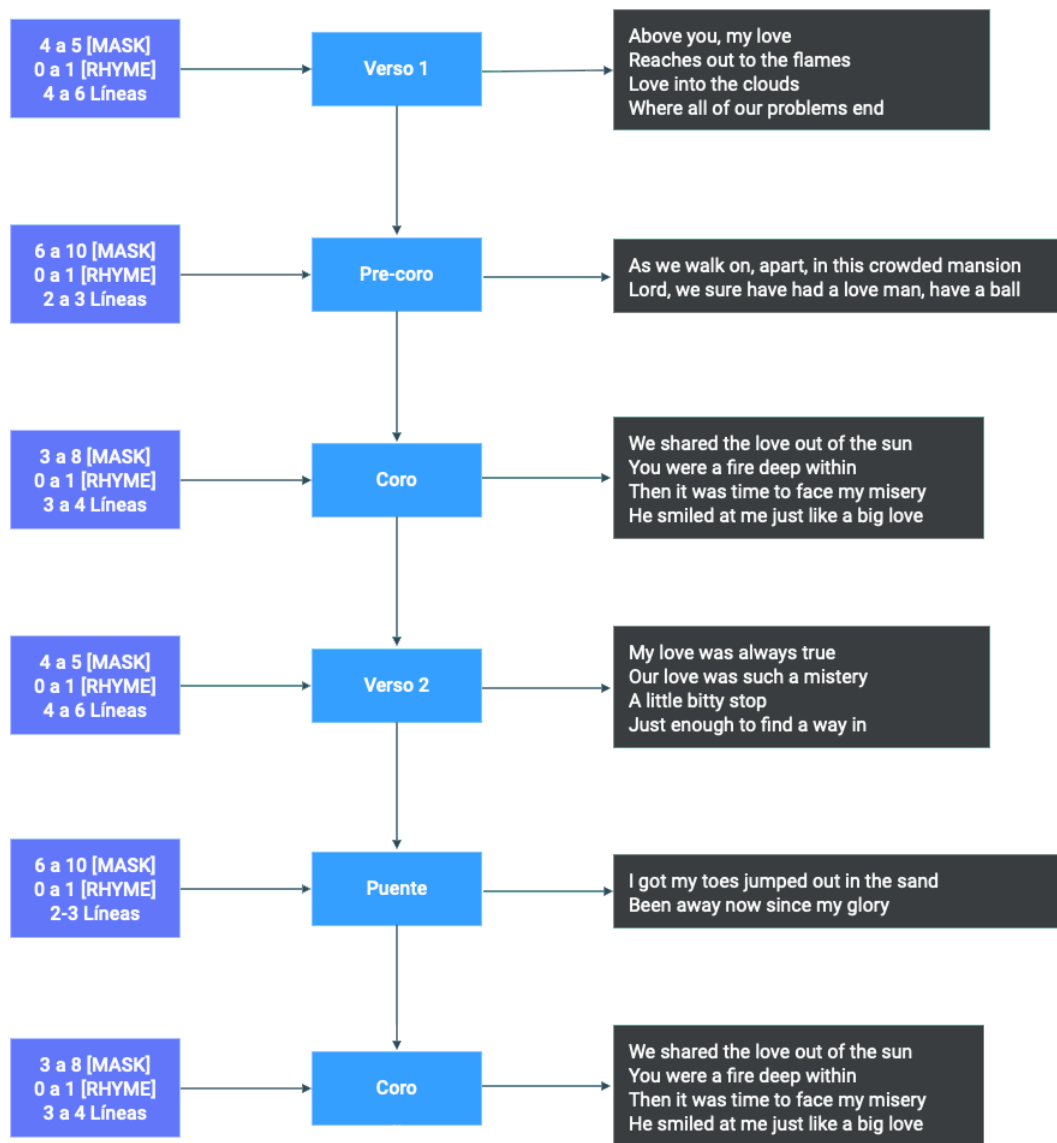 4 a 5 [MASK]
0 a 1 [RHYME]
4 a 6 Líneas
Verso 1
Above you, my love
Reaches out to the flames
Love into the clouds
Where all of our problems end
6 a 10 [MASK]
0 a 1 [RHYME]
2 a 3 Líneas
Pre-coro
As we walk on, apart, in this crowded mansion
Lord, we sure have had a love man, have a ball
3 a 8 [MASK]
0 a 1 [RHYME]
3 a 4 Líneas
Coro
We shared the love out of the sun
You were a fire deep within
Then it was time to face my misery
He smiled at me just like a big love
4 a 5 [MASK]
0 a 1 [RHYME]
4 a 6 Líneas
Verso 2
My love was always true
Our love was such a mistery
A little bitty stop
Just enough to find a way in
6 a 10 [MASK]
0 a 1 [RHYME]
2-3 Líneas
Puente
I got my toes jumped out in the sand
Been away now since my glory
3 a 8 [MASK]
0 a 1 [RHYME]
3 a 4 Líneas
Coro
We shared the love out of the sun
You were a fire deep within
Then it was time to face my misery
He smiled at me just like a big love